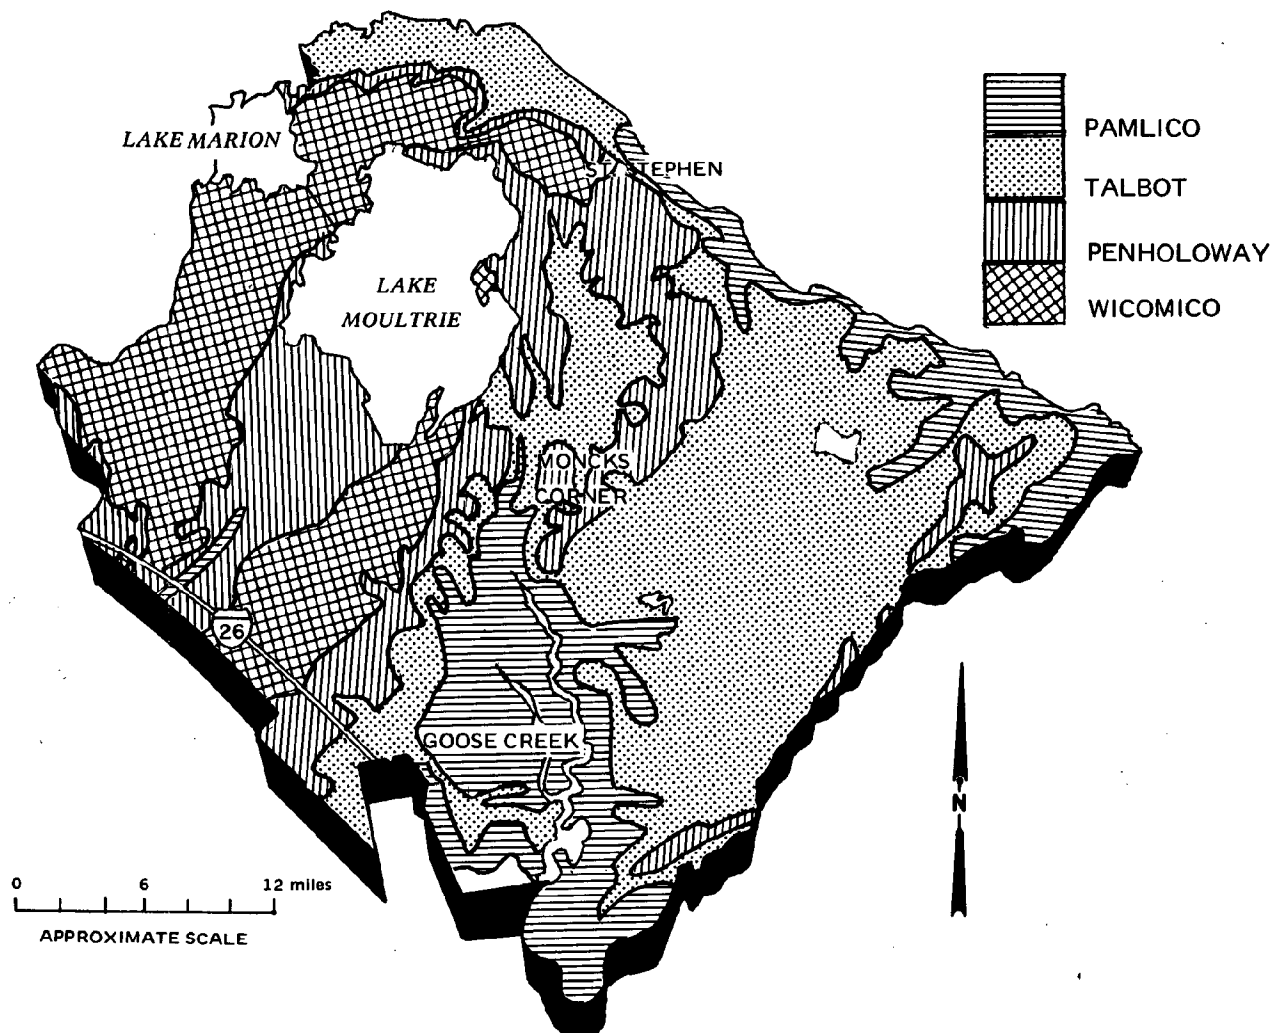 LAKE MARION
ST. STEPHEN
LAKE
MOULTRIE
MONCKS
CORNER
26
GOOSE CREEK
PAMLICO
TALBOT
PENHOLOWAY
WICOMICO
N
0 6 12 miles
APPROXIMATE SCALE